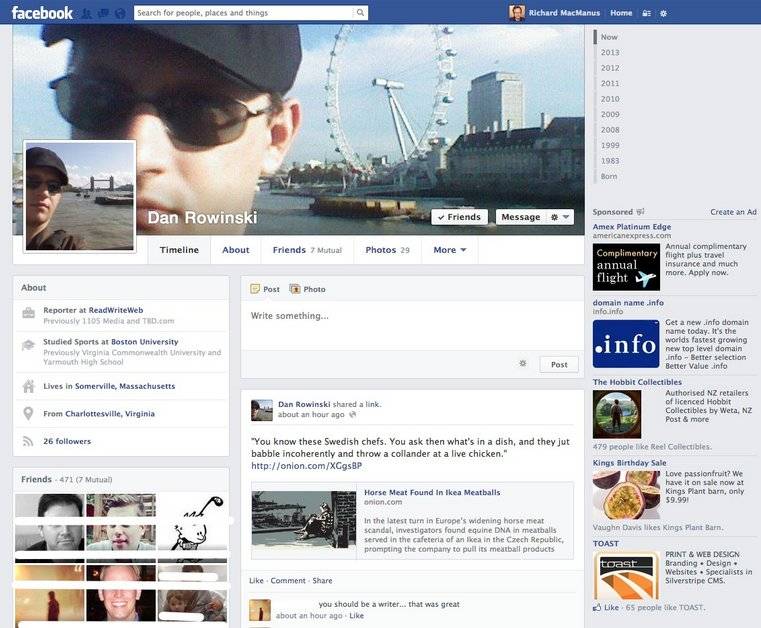 facebook
Search for people, places and things
Richard MacManus
Home
Dan Rowinski
Friends
Message
Timeline
About
Friends 7 Mutual
Photos 29
More
About
Reporter at ReadWriteWeb
Previously 1105 Media and TBD.com
Studied Sports at Boston University
Previously Virginia Commonwealth University and
Yarmouth High School
Lives in Somerville, Massachusetts
From Charlottesville, Virginia
26 followers
Friends · 471 (7 Mutual)
Post
Photo
Write something...
Post
Dan Rowinski shared a link.
about an hour ago
"You know these Swedish chefs. You ask then what's in a dish, and they jut
babble incoherently and throw a collander at a live chicken."
http://onion.com/XGgsBP
Horse Meat Found In Ikea Meatballs
onion.com
In the latest turn in Europe's widening horse meat
scandal, investigators found equine DNA in meatballs
served in the cafeteria of an Ikea in the Czech Republic,
prompting the company to pull its meatball products
Like · Comment · Share
you should be a writer... that was great
about an hour ago · Like
Now
2013
2012
2011
2010
2009
2008
1999
1983
Born
Sponsored
Create an Ad
Amex Platinum Edge
americanexpress.com
Complimentary
annual
flight
Annual complimentary
flight plus travel
insurance and much
more. Apply now.
domain name .info
info.info
.info
Get a new .info domain
name today. It's the
worlds fastest growing
new top level domain
.info - Better selection
Better Value .info
The Hobbit Collectibles
Authorised NZ retailers
of licenced Hobbit
Collectibles by Weta, NZ
Post & more
479 people like Reel Collectibles.
Kings Birthday Sale
Love passionfruit? We
have it on sale now at
Kings Plant barn, only
$9.99!
Vaughn Davis likes Kings Plant Barn.
TOAST
toast
PRINT & WEB DESIGN
Branding • Design •
Websites • Specialists in
Silverstripe CMS.
Like · 65 people like TOAST.